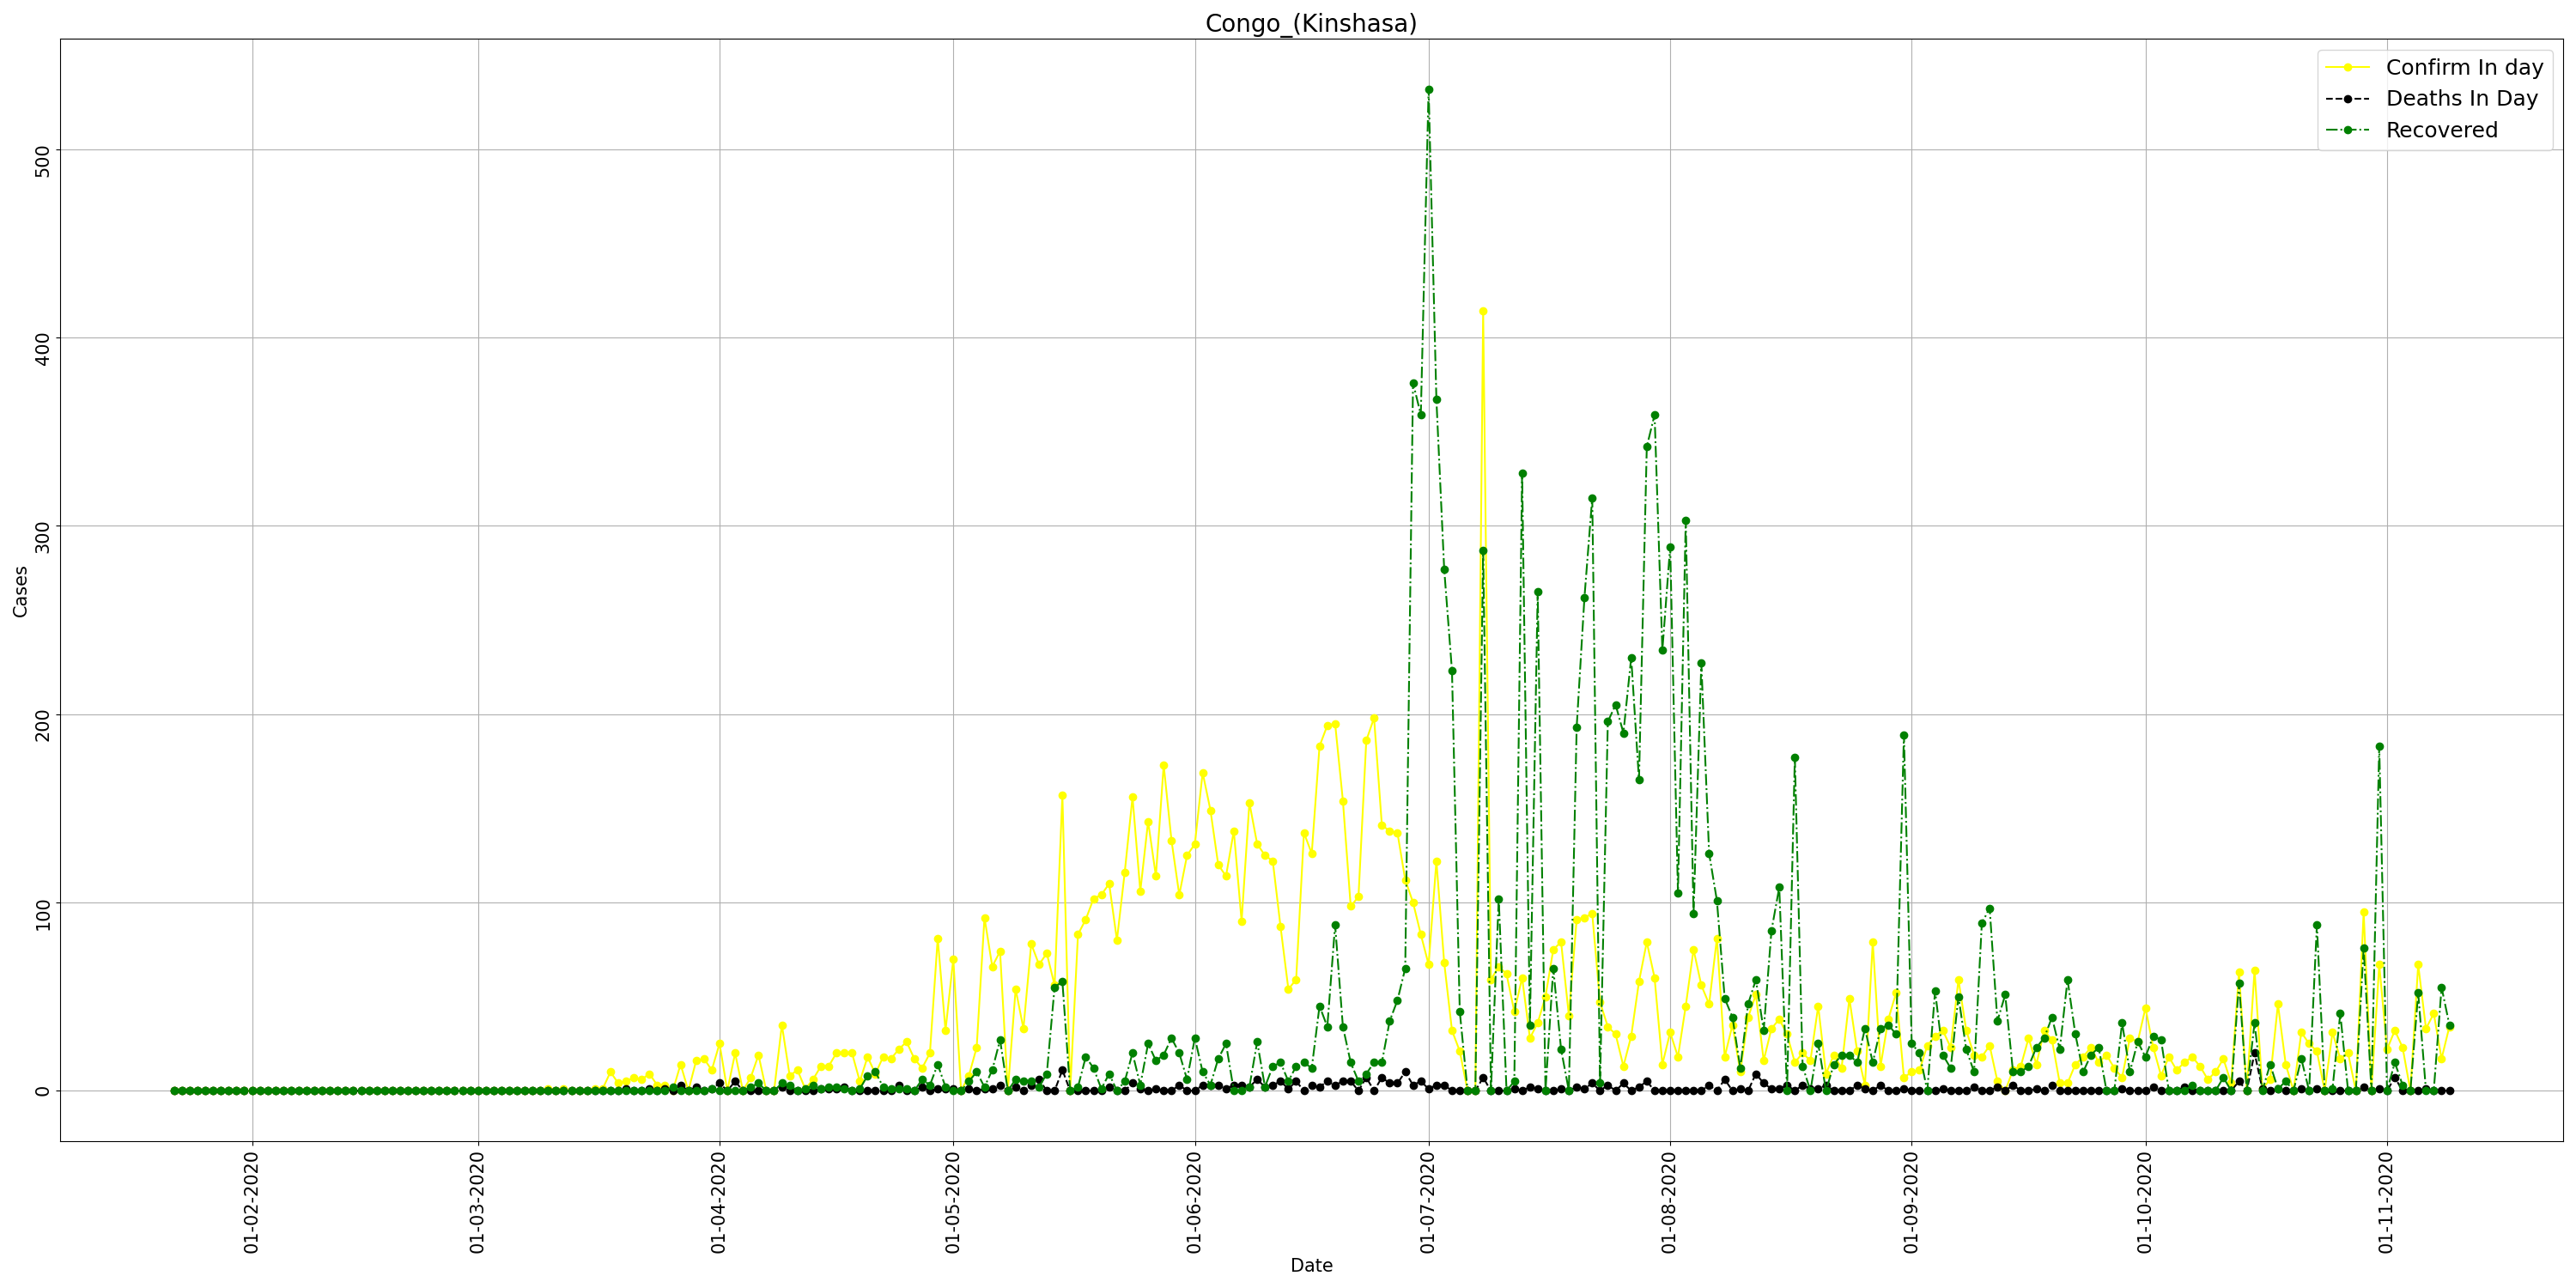 Congo_(Kinshasa)
Confirm In day
Deaths In Day
Recovered
500
400
300
200
100
0
Cases
01-02-2020
01-03-2020
01-04-2020
01-05-2020
01-06-2020
01-07-2020
01-08-2020
01-09-2020
01-10-2020
01-11-2020
Date